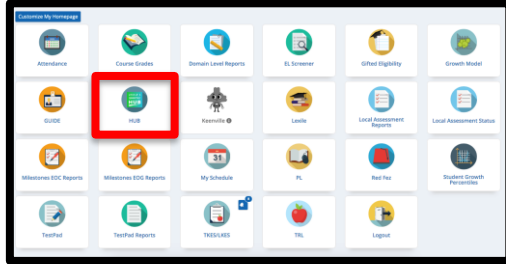 Customize My Homepage
Attendance
Course Grades
Domain Level Reports
EL Screener
Gifted Eligibility
Growth Model
GUIDE
HUB
Keenville
Lexile
Local Assessment
Reports
Local Assessment Status
Milestones EOC Reports
Milestones EOG Reports
31
My Schedule
PL
Red Fec
Student Growth
Percentiles
TestPad
TestPad Reports
TKES/LKES
TRL
Logout